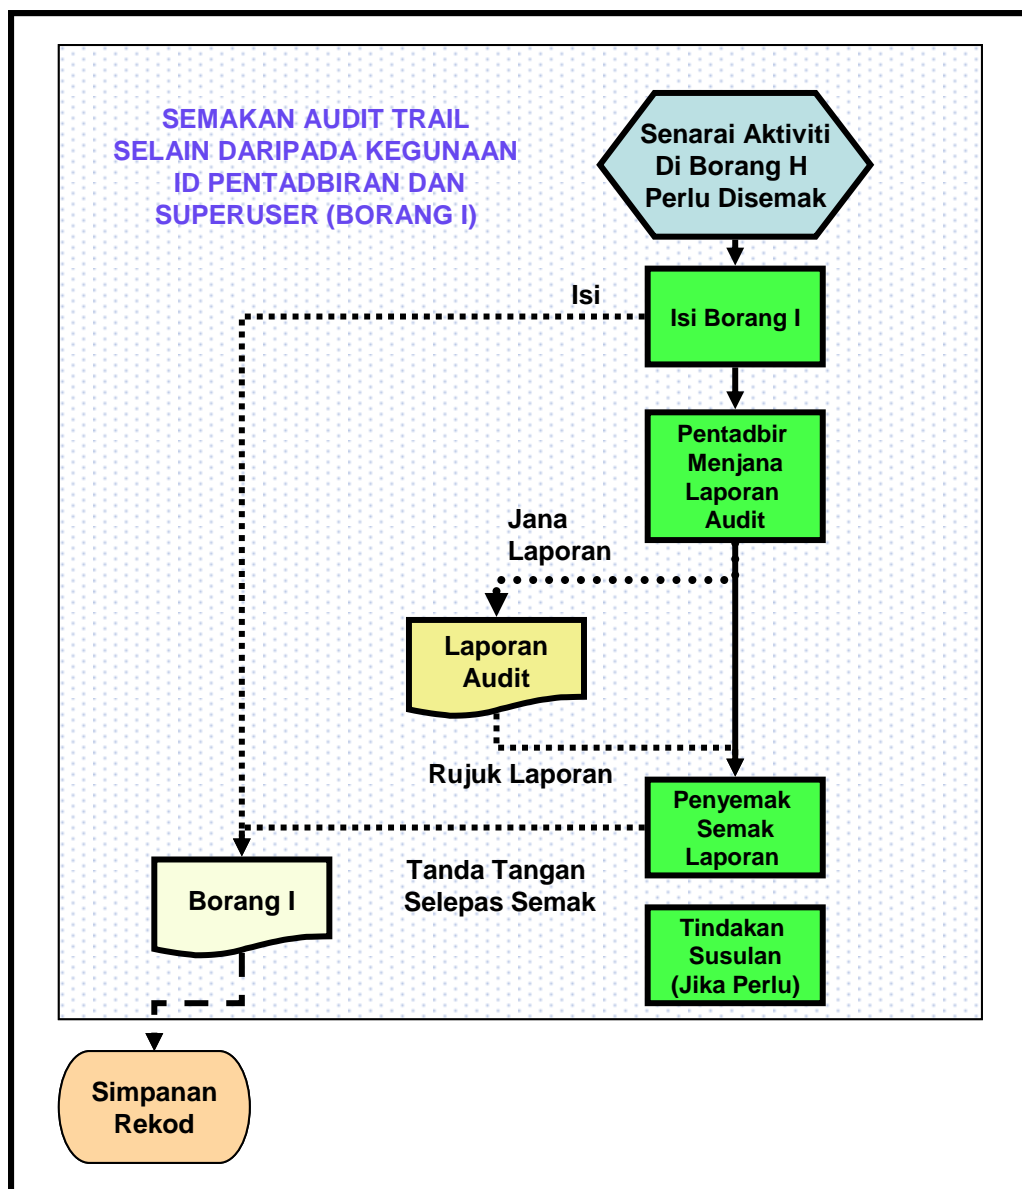 SEMAKAN AUDIT TRAIL
SELAIN DARIPADA KEGUNAAN
ID PENTADBIRAN DAN
SUPERUSER (BORANG I)
Senarai Aktiviti
Di Borang H
Perlu Disemak
Isi
Isi Borang I
Pentadbir
Menjana
Laporan
Audit
Jana
Laporan
Laporan
Audit
Rujuk Laporan
Penyemak
Semak
Laporan
Tanda Tangan
Selepas Semak
Borang I
Tindakan
Susulan
(Jika Perlu)
Simpanan
Rekod